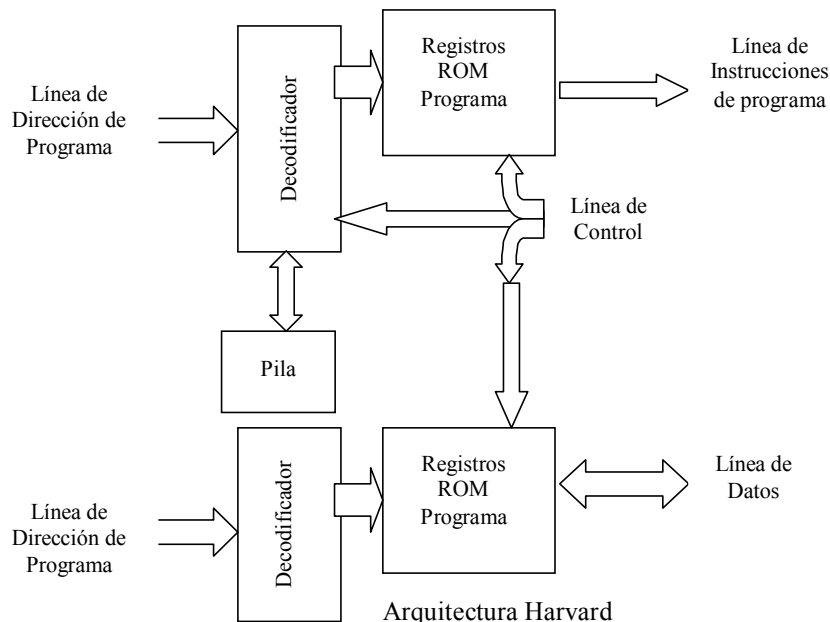 Línea de
Dirección de
Programa
Decodificador
Registros
ROM
Programa
Línea de
Instrucciones
de programa
Línea de
Control
Pila
Línea de
Dirección de
Programa
Decodificador
Registros
ROM
Programa
Línea de
Datos
Arquitectura Harvard